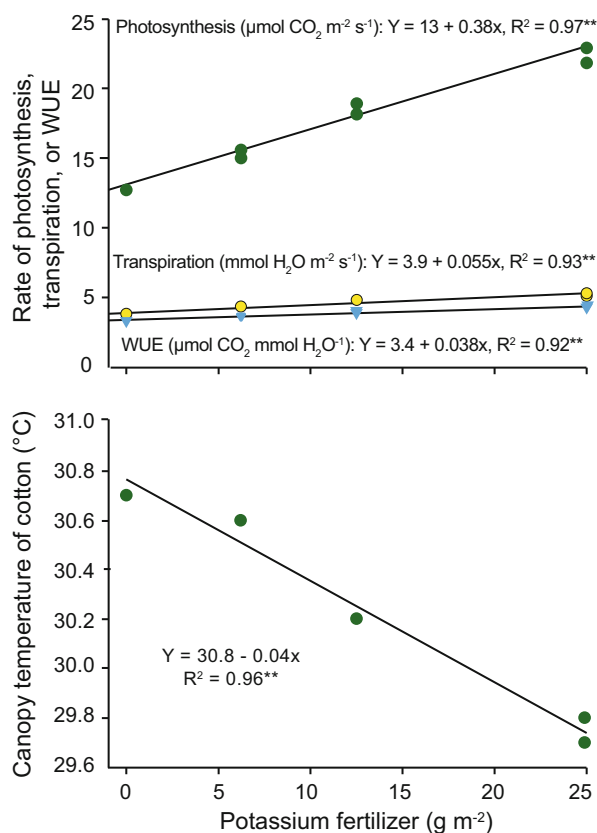 Photosynthesis (µmol CO₂ m⁻² s⁻¹): Y = 13 + 0.38x, R² = 0.97**
Rate of photosynthesis,
transpiration, or WUE
25
20
15
10
5
0
Transpiration (mmol H₂O m⁻² s⁻¹): Y = 3.9 + 0.055x, R² = 0.93**
WUE (µmol CO₂ mmol H₂O⁻¹): Y = 3.4 + 0.038x, R² = 0.92**
Canopy temperature of cotton (°C)
31.0
30.8
30.6
30.4
30.2
30.0
29.8
29.6
Y = 30.8 - 0.04x
R² = 0.96**
0 5 10 15 20 25
Potassium fertilizer (g m⁻²)